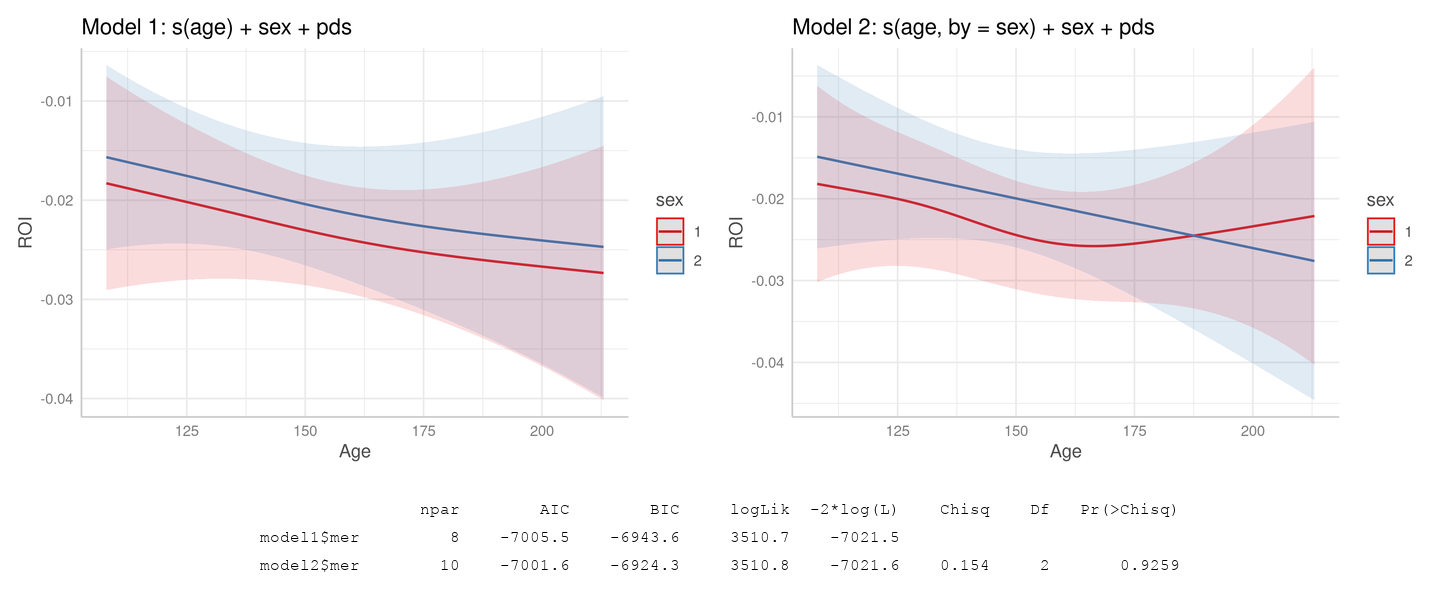 Model 1: s(age) + sex + pds
-0.01
-0.02
-0.03
-0.04
ROI
125 150 175 200
Age
sex
1
2
Model 2: s(age, by = sex) + sex + pds
-0.01
-0.02
-0.03
-0.04
ROI
125 150 175 200
Age
sex
1
2
npar AIC BIC logLik -2*log(L) Chisq Df Pr(>Chisq)
model1$mer 8 -7005.5 -6943.6 3510.7 -7021.5
model2$mer 10 -7001.6 -6924.3 3510.8 -7021.6 0.154 2 0.9259